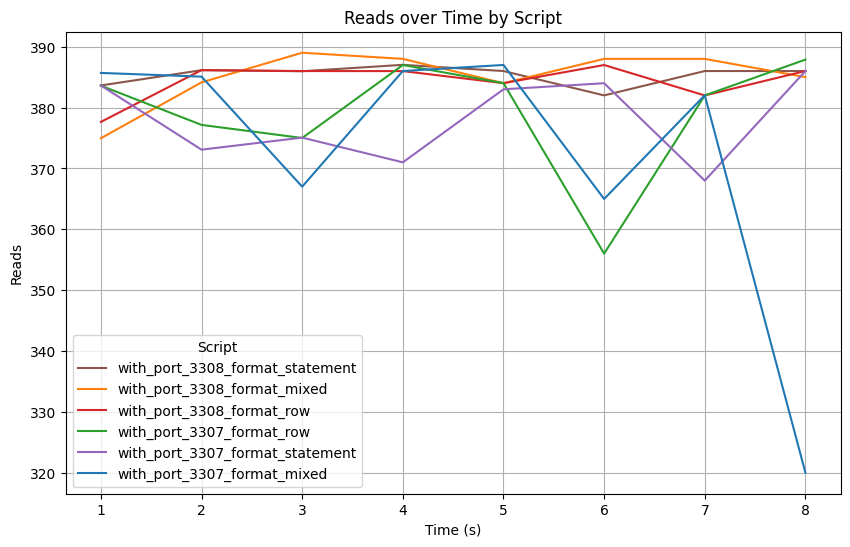 Reads over Time by Script
390
380
370
360
350
340
330
320
Reads
Script
with_port_3308_format_statement
with_port_3308_format_mixed
with_port_3308_format_row
with_port_3307_format_row
with_port_3307_format_statement
with_port_3307_format_mixed
1 2 3 4 5 6 7 8
Time (s)